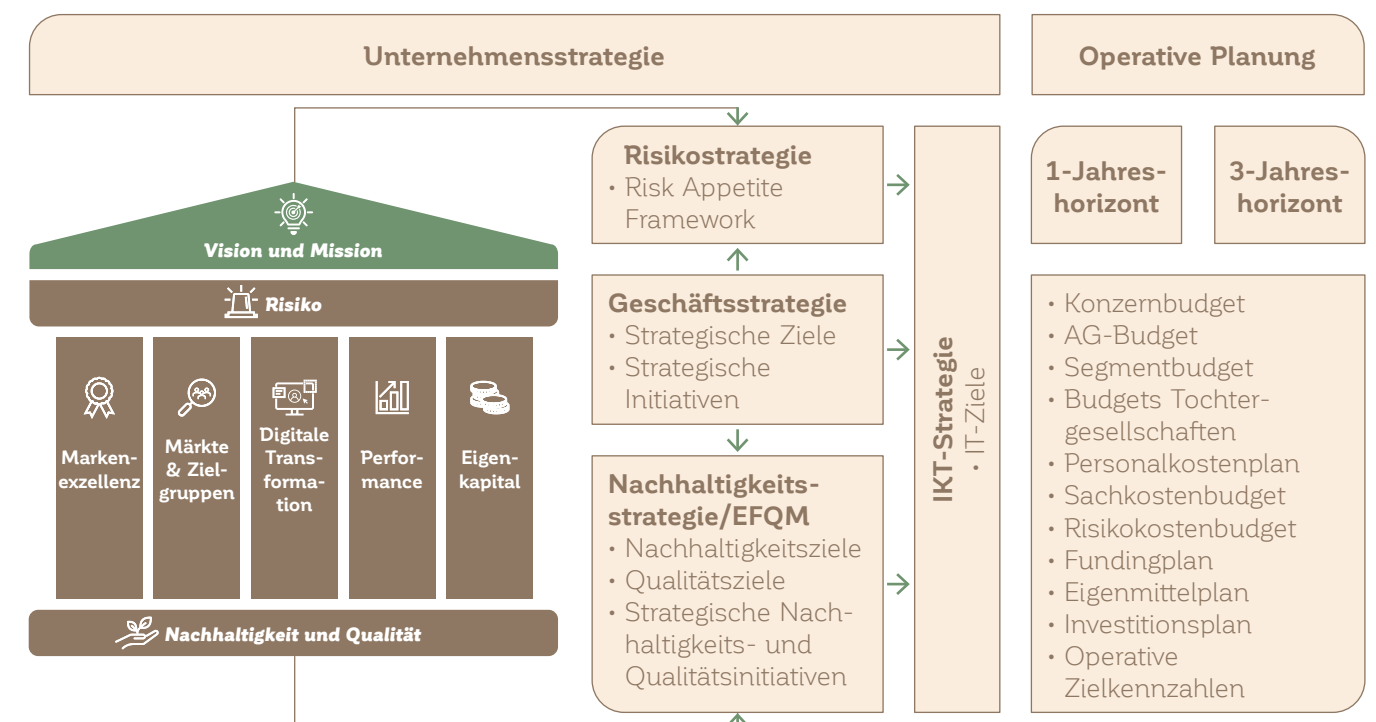 Unternehmensstrategie
Operative Planung
Vision und Mission
Risiko
Marken-
exzellenz
Märkte
& Ziel-
gruppen
Digitale
Trans-
forma-
tion
Perfor-
mance
Eigen-
kapital
Nachhaltigkeit und Qualität
Risikostrategie
• Risk Appetite
Framework
Geschäftsstrategie
• Strategische Ziele
• Strategische
Initiativen
Nachhaltigkeits-
strategie/EFQM
• Nachhaltigkeitsziele
• Qualitätsziele
• Strategische Nach-
haltigkeits- und
Qualitätsinitiativen
IKT-Strategie
• IT-Ziele
1-Jahres-
horizont
3-Jahres-
horizont
• Konzernbudget
• AG-Budget
• Segmentbudget
• Budgets Tochter-
gesellschaften
• Personalkostenplan
• Sachkostenbudget
• Risikokostenbudget
• Fundingplan
• Eigenmittelplan
• Investitionsplan
• Operative
Zielkennzahlen